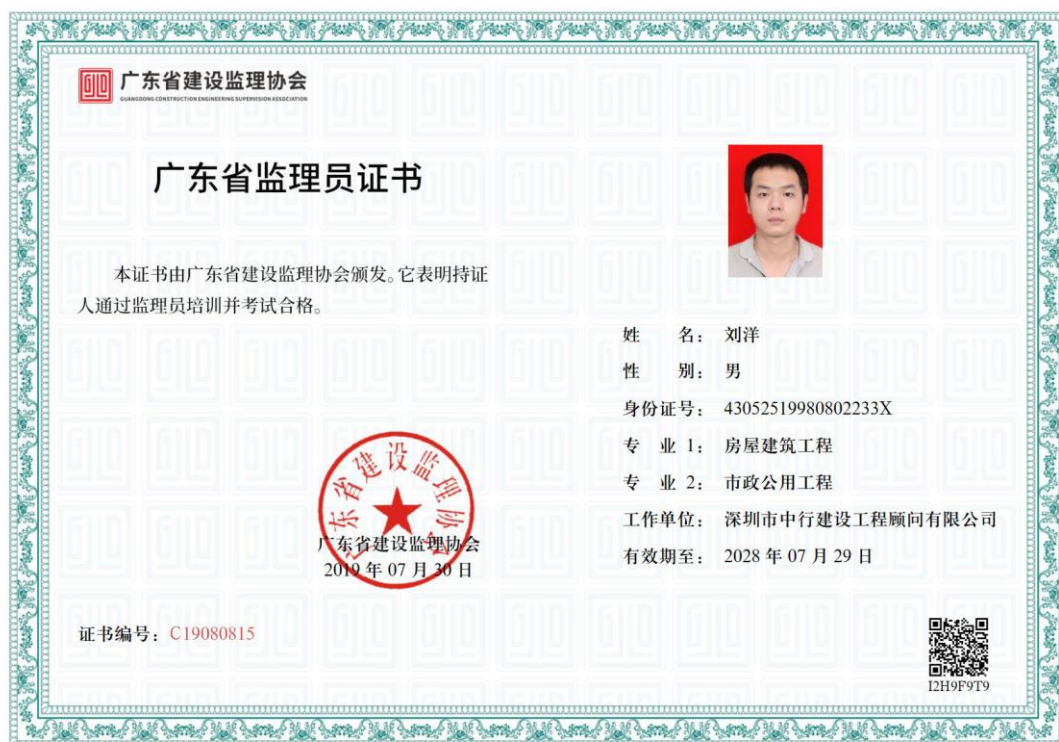 广东省建设监理协会
GUANGDONG CONSTRUCTION ENGINEERING SUPERVISION ASSOCIATION
广东省监理员证书
本证书由广东省建设监理协会颁发。它表明持证
人通过监理员培训并考试合格。
广东省建设监理协会
广东省建设监理协会
2019 年 07 月 30 日
证书编号：C19080815
姓 名： 刘洋
性 别： 男
身份证号： 43052519980802233X
专 业 1： 房屋建筑工程
专 业 2： 市政公用工程
工作单位： 深圳市中行建设工程顾问有限公司
有效期至： 2028 年 07 月 29 日
I2H9F9T9